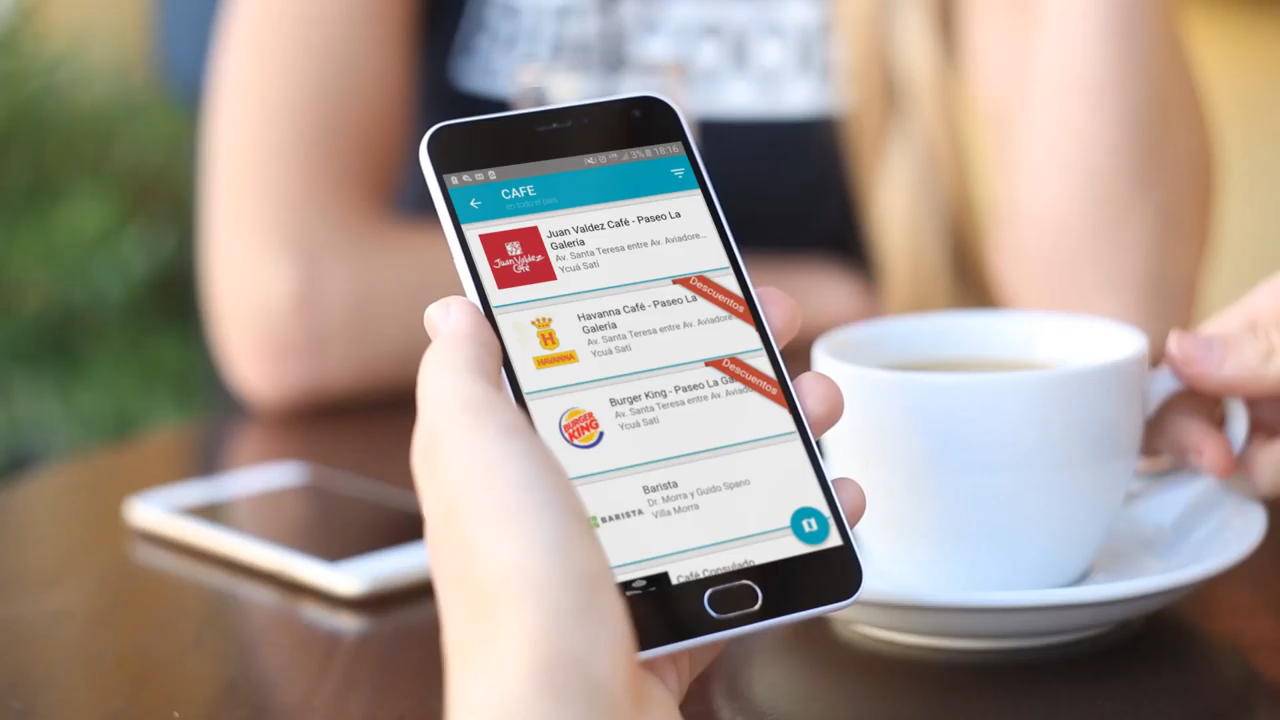 3% 18:16
CAFE
en todo el país
Juan Valdez Café - Paseo La
Galería
Av. Santa Teresa entre Av. Aviadore...
Ycuá Satí
Juan Valdez
Café
Descuentos
Havanna Café - Paseo La
Galería
Av. Santa Teresa entre Av. Aviadore
Ycuá Satí
H
HAVANNA
Descuentos
Burger King - Paseo La Ga
Av. Santa Teresa entre Av. Aviado
Ycuá Satí
BURGER
KING
Barista
Dr. Morra y Guido Spano
Villa Morra
BARISTA
Café Consulado